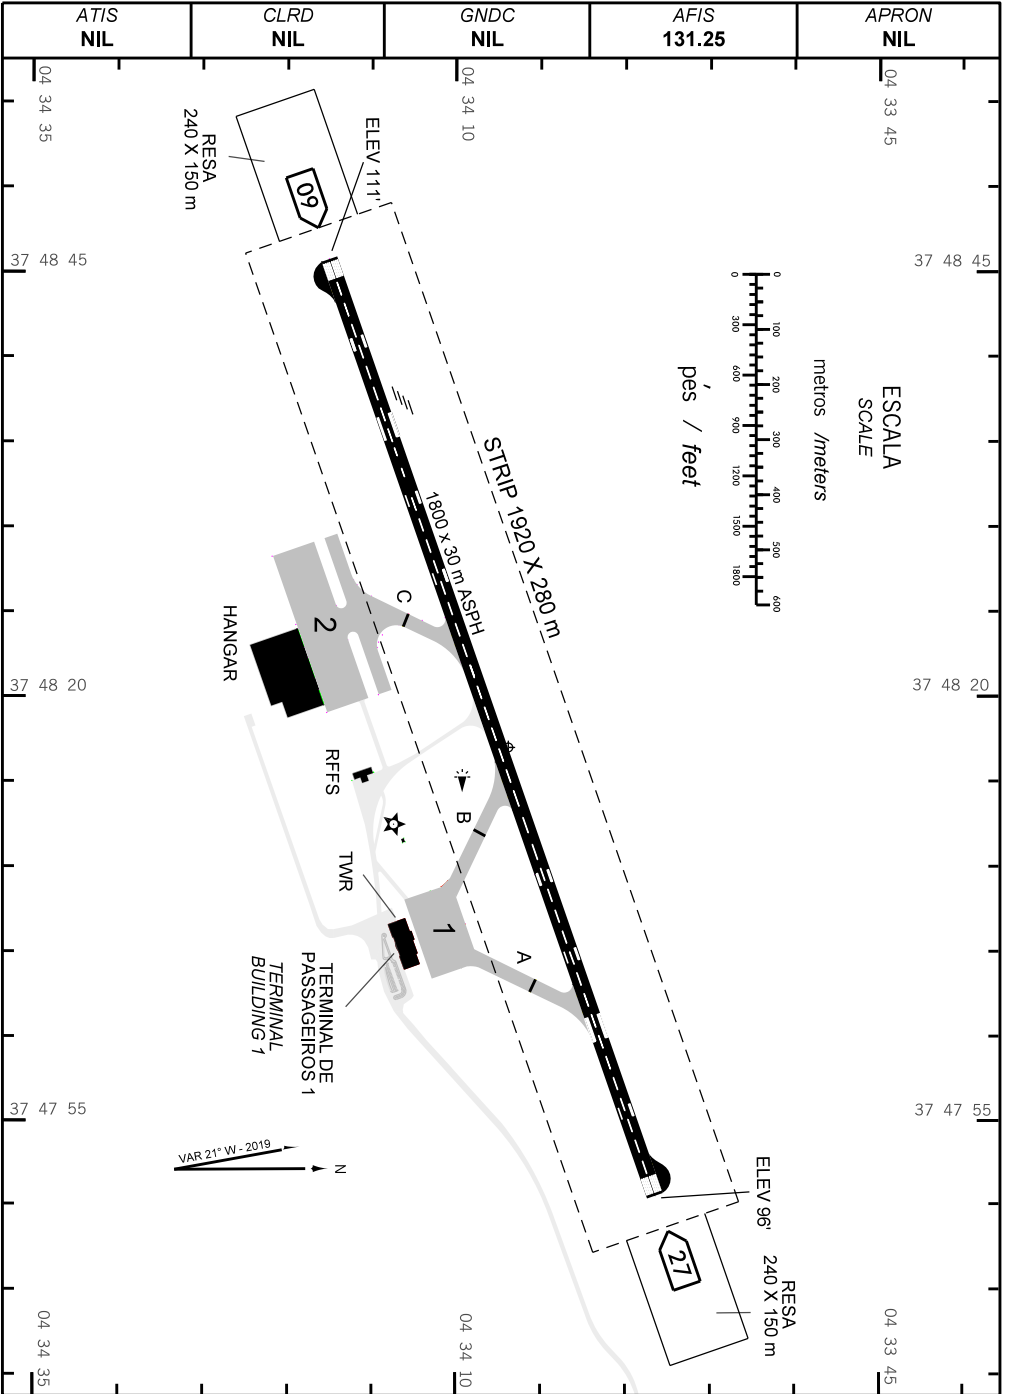 ATIS
NIL
CLRD
NIL
GNDC
NIL
AFIS
131.25
APRON
NIL
04 34 35
04 34 10
04 33 45
RESA
240 X 150 m
09
ELEV 111'
37 48 45
37 48 45
ESCALA
SCALE
metros /meters
0 100 200 300 400 500 600
0 300 600 900 1200 1500 1800
pés / feet
STRIP 1920 X 280 m
1800 x 30 m ASPH
C
2
HANGAR
37 48 20
37 48 20
RFFS
B
TWR
1
A
TERMINAL DE
PASSAGEIROS 1
TERMINAL
BUILDING 1
37 47 55
37 47 55
VAR 21° W - 2019
N
ELEV 96'
27
RESA
240 X 150 m
04 34 35
04 34 10
04 33 45